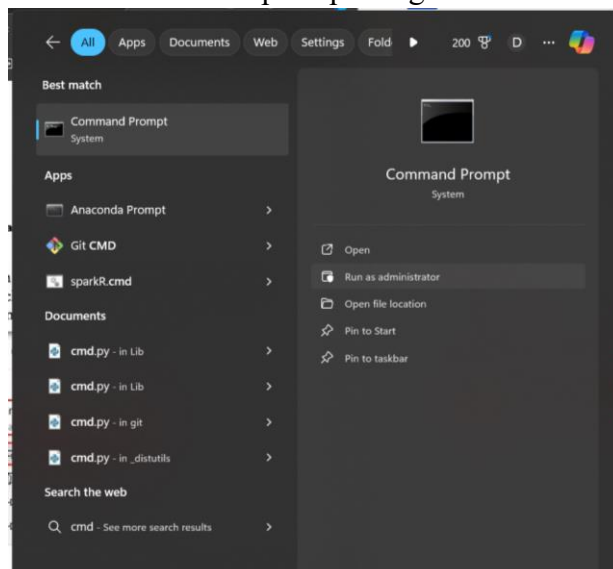 All Apps Documents Web Settings Fold 200 D ...
Best match
Command Prompt
System
Apps
Anaconda Prompt
Git CMD
sparkR.cmd
Documents
cmd.py - in Lib
cmd.py - in Lib
cmd.py - in git
cmd.py - in _distutils
Search the web
cmd - See more search results
Command Prompt
System
Open
Run as administrator
Open file location
Pin to Start
Pin to taskbar